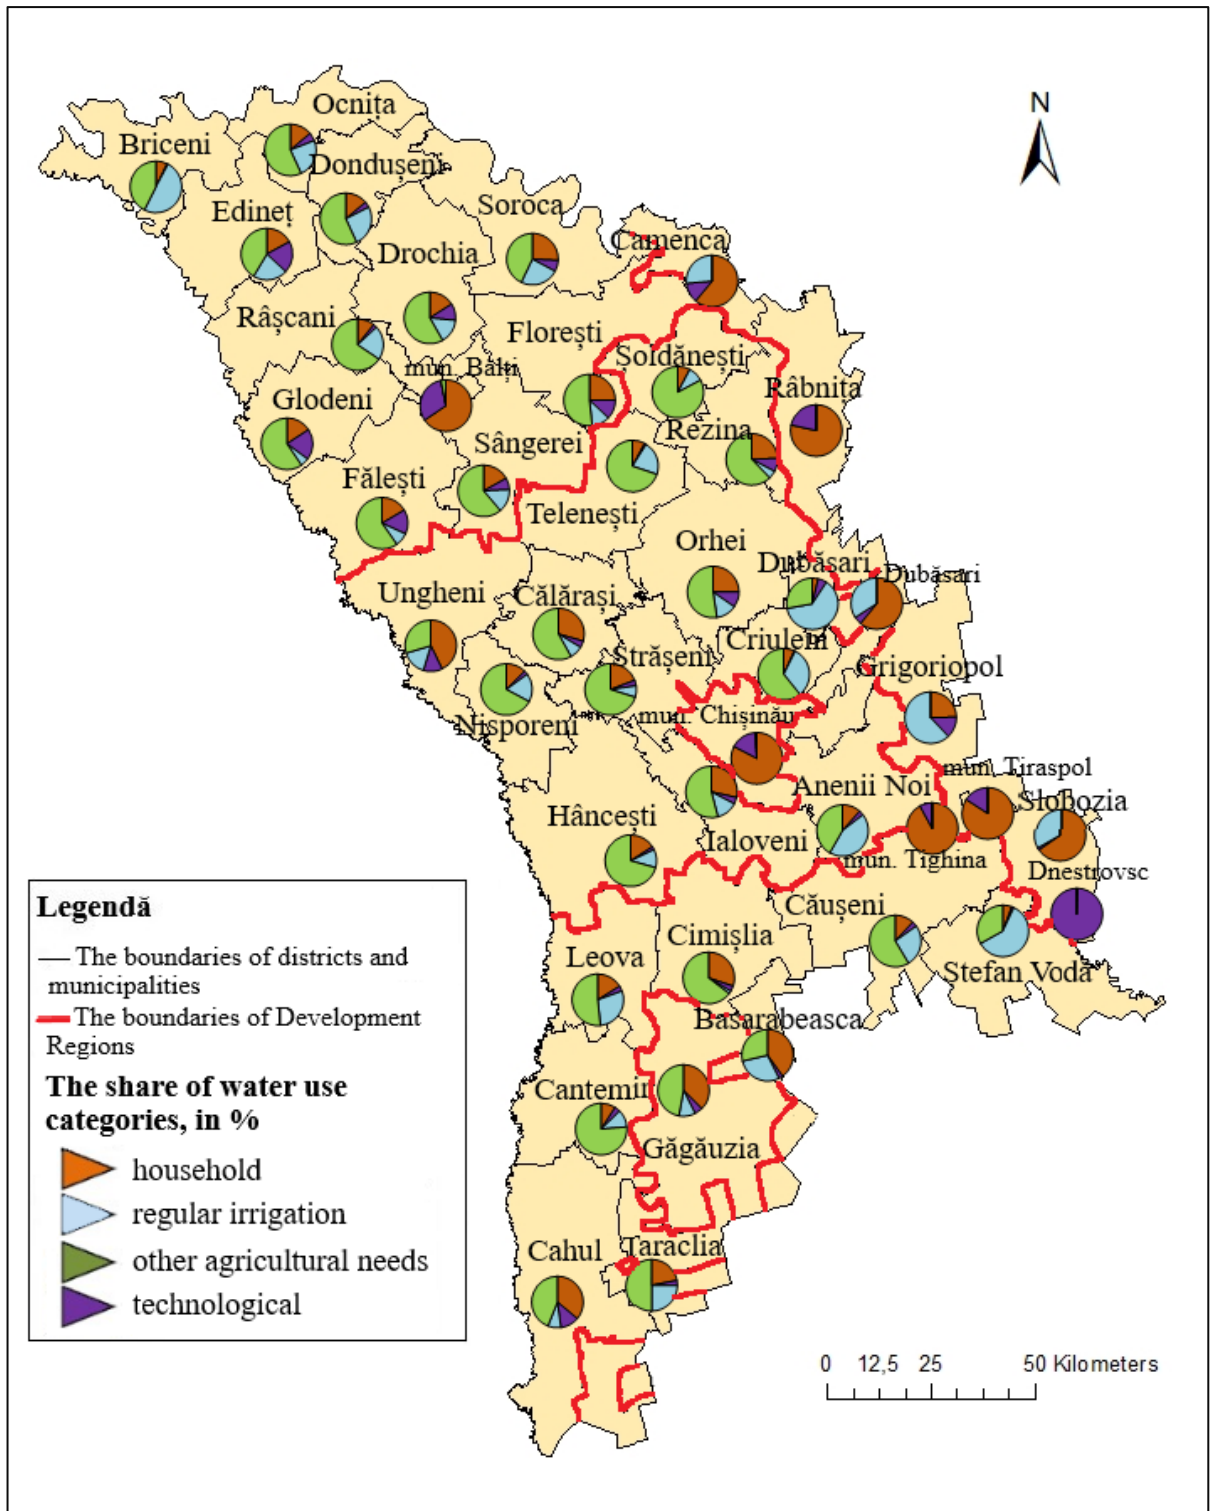 Ocnița
N
Briceni
Dondușeni
Edineț
Soroca
Camenca
Drochia
Râșcani
Florești
Șoldănești
mun. Bălți
Râbnița
Glodeni
Rezina
Sângerei
Fălești
Telenești
Orhei
Dubăsari
Dubăsari
Ungheni
Călărași
Criuleni
Strășeni
Grigoriopol
Nisporeni
mun. Chișinău
mun. Tiraspol
Anenii Noi
Slobozia
Hâncești
Ialoveni
mun. Tighina
Dnestrovsc
Căușeni
Cimișlia
Leova
Ștefan Vodă
Basarabeasca
Cantemir
Găgăuzia
Cahul
Taraclia
Legendă
The boundaries of districts and
municipalities
The boundaries of Development
Regions
The share of water use
categories, in %
household
regular irrigation
other agricultural needs
technological
0 12,5 25 50 Kilometers